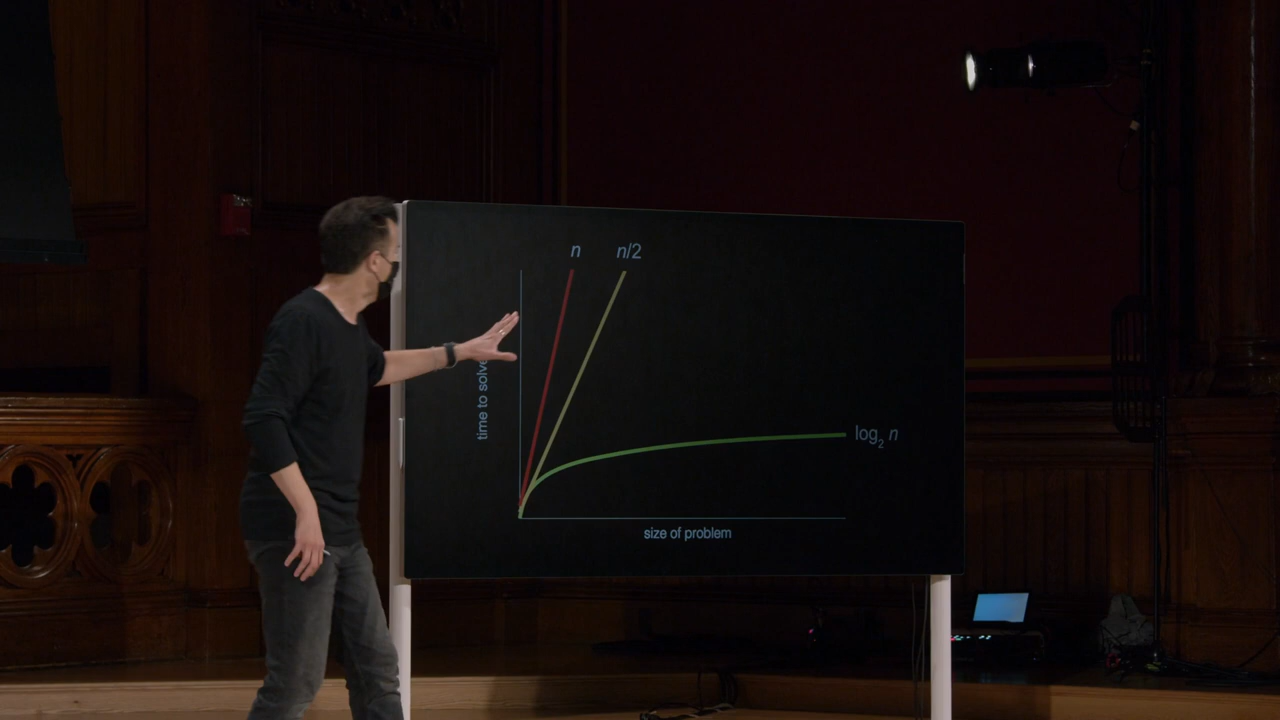 n
n/2
time to solve
log₂ n
size of problem